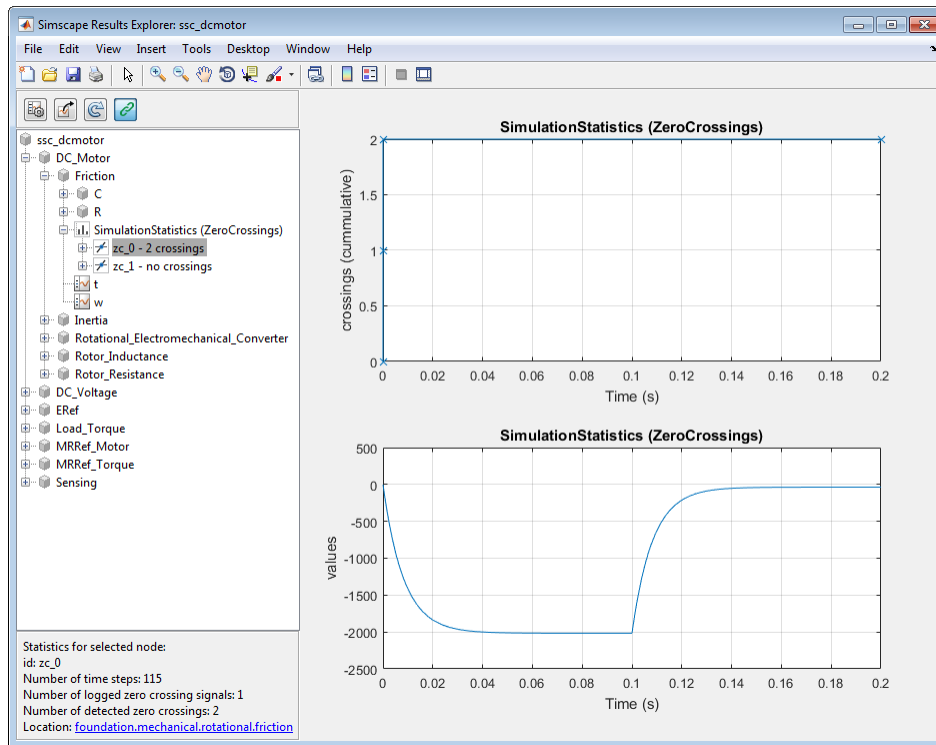 Simscape Results Explorer: ssc_dcmotor
File Edit View Insert Tools Desktop Window Help
ssc_dcmotor
DC_Motor
Friction
C
R
SimulationStatistics (ZeroCrossings)
zc_0 - 2 crossings
zc_1 - no crossings
t
w
Inertia
Rotational_Electromechanical_Converter
Rotor_Inductance
Rotor_Resistance
DC_Voltage
ERef
Load_Torque
MRRef_Motor
MRRef_Torque
Sensing
Statistics for selected node:
id: zc_0
Number of time steps: 115
Number of logged zero crossing signals: 1
Number of detected zero crossings: 2
Location: foundation.mechanical.rotational.friction
SimulationStatistics (ZeroCrossings)
crossings (cummulative)
2
1.5
1
0.5
0
0 0.02 0.04 0.06 0.08 0.1 0.12 0.14 0.16 0.18 0.2
Time (s)
SimulationStatistics (ZeroCrossings)
values
500
0
-500
-1000
-1500
-2000
-2500
0 0.02 0.04 0.06 0.08 0.1 0.12 0.14 0.16 0.18 0.2
Time (s)